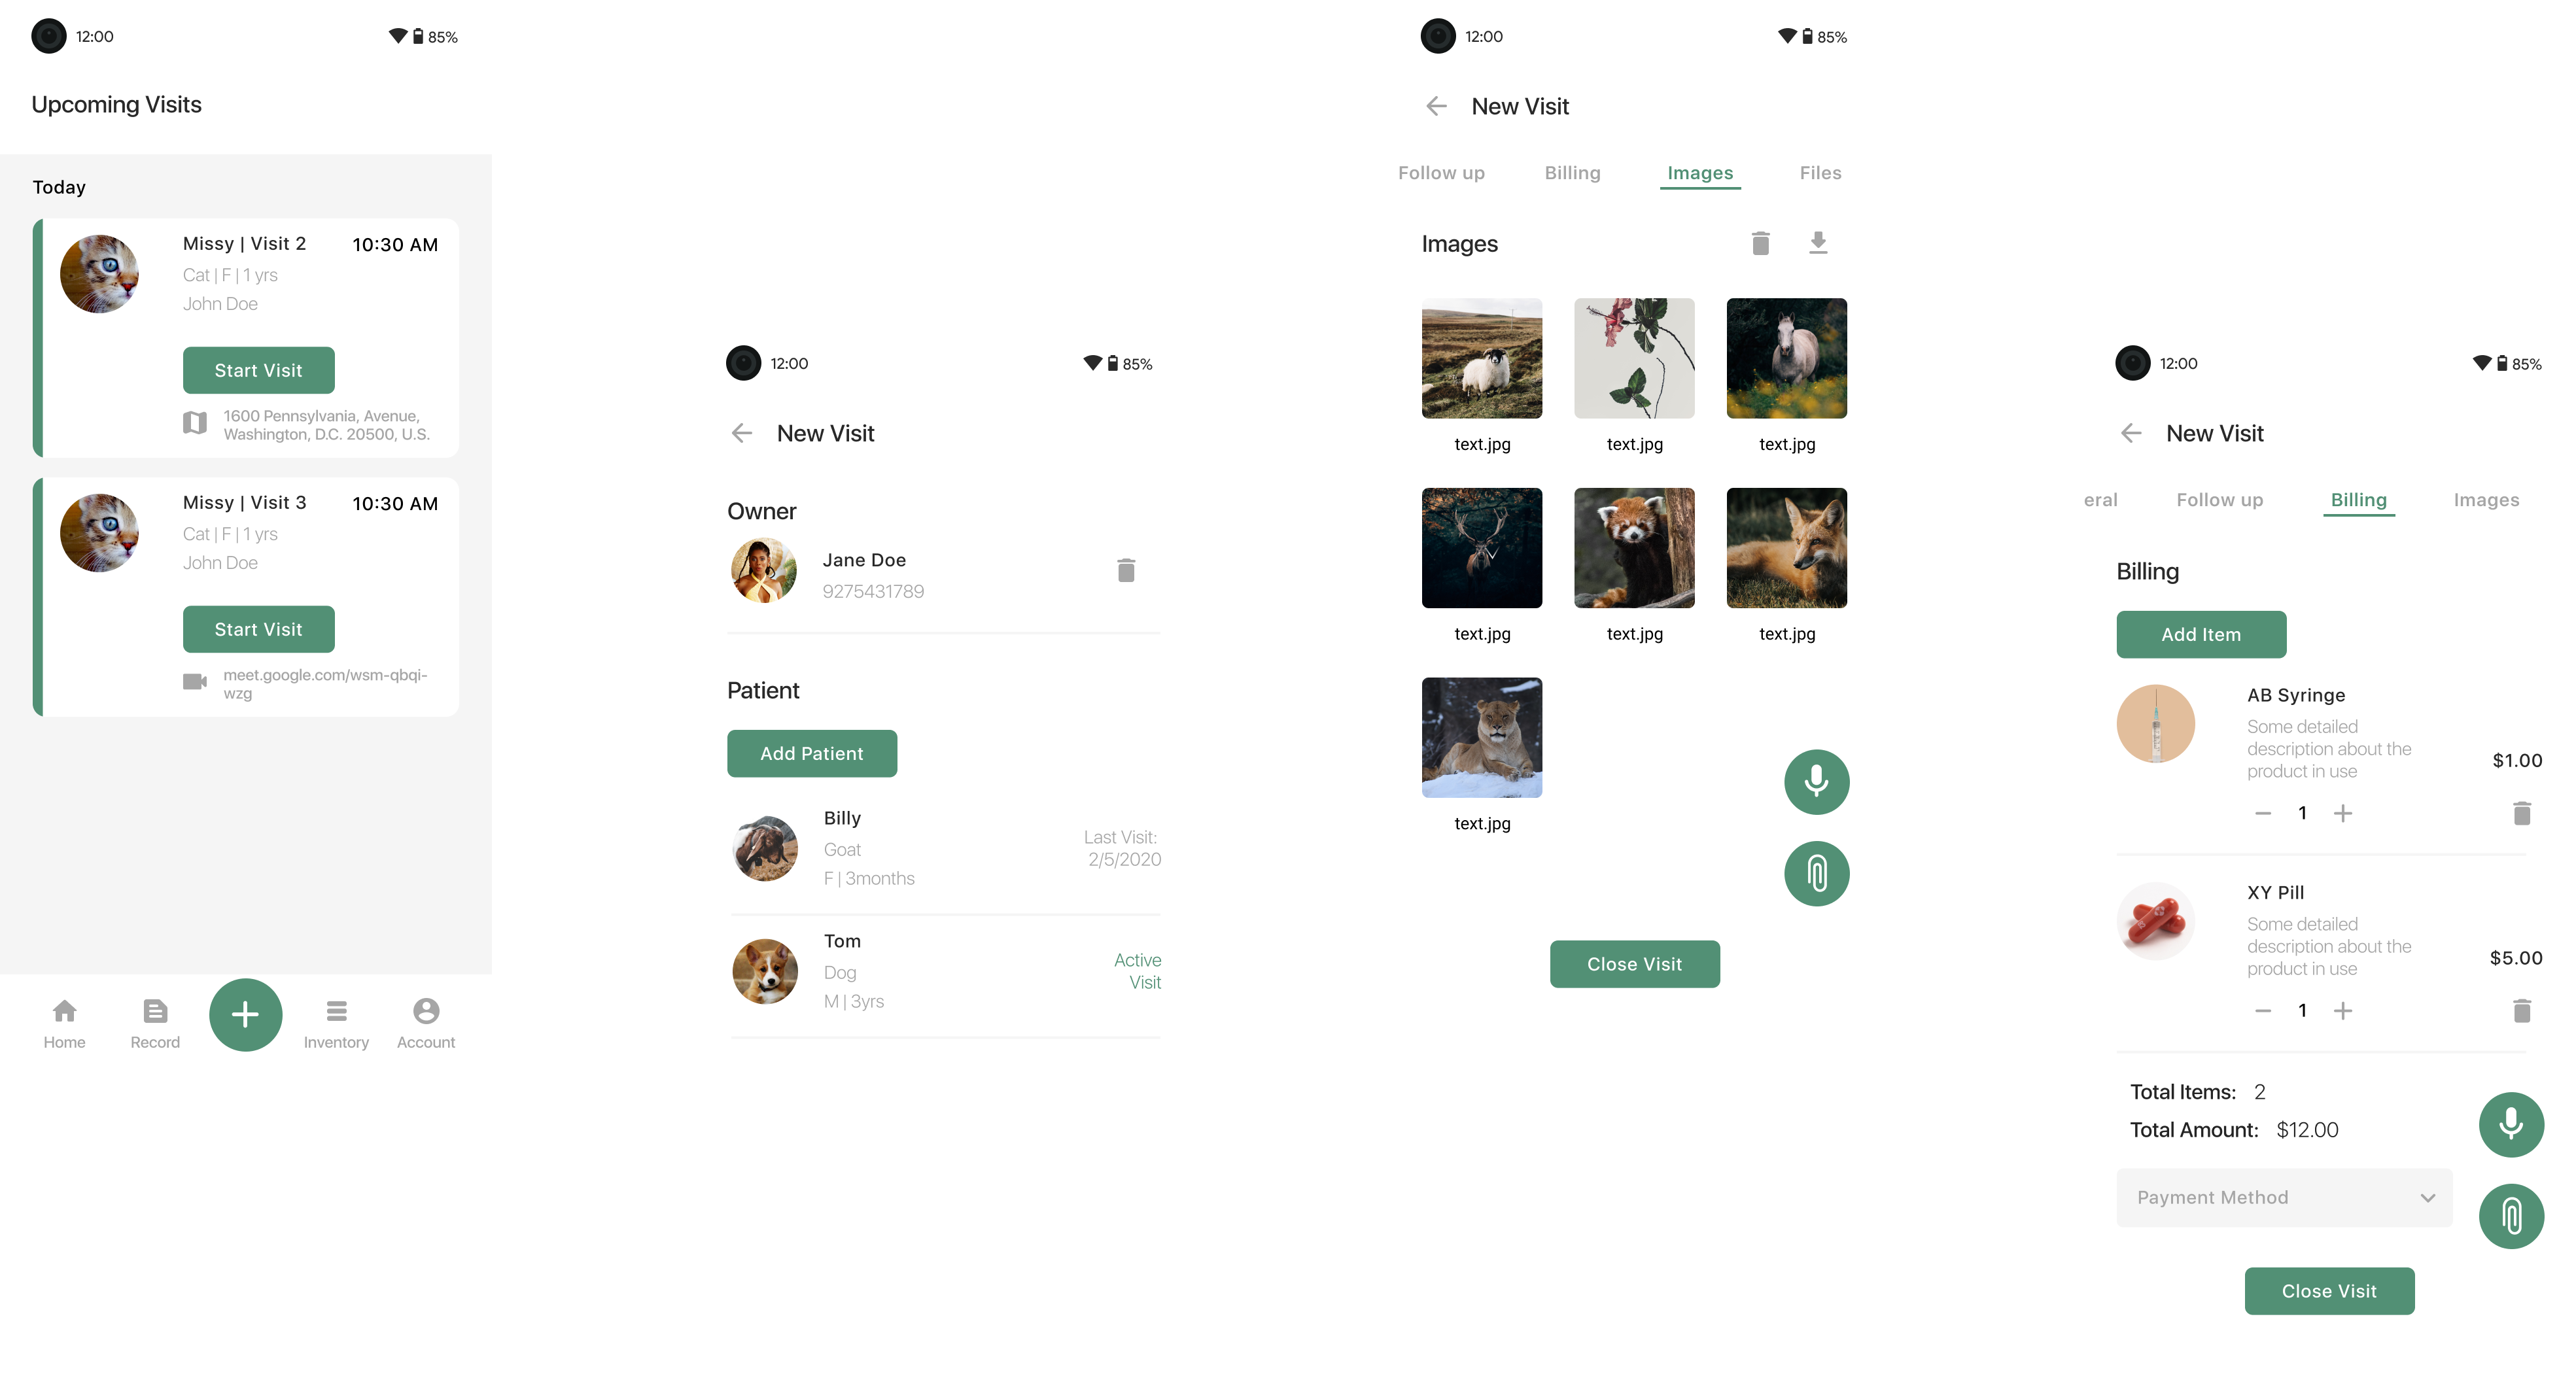 12:00
85%
Upcoming Visits
Today
Missy | Visit 2
10:30 AM
Cat | F | 1 yrs
John Doe
Start Visit
1600 Pennsylvania, Avenue,
Washington, D.C. 20500, U.S.
Missy | Visit 3
10:30 AM
Cat | F | 1 yrs
John Doe
Start Visit
meet.google.com/wsm-qbqi-
wzg
Home
Record
Inventory
Account
12:00
85%
New Visit
Owner
Jane Doe
9275431789
Patient
Add Patient
Billy
Goat
F | 3months
Last Visit:
2/5/2020
Tom
Dog
M | 3yrs
Active
Visit
12:00
85%
New Visit
Follow up
Billing
Images
Files
Images
text.jpg
text.jpg
text.jpg
text.jpg
text.jpg
text.jpg
text.jpg
Close Visit
12:00
85%
New Visit
eral
Follow up
Billing
Images
Billing
Add Item
AB Syringe
Some detailed
description about the
product in use
$1.00
1
XY Pill
Some detailed
description about the
product in use
$5.00
1
Total Items: 2
Total Amount: $12.00
Payment Method
Close Visit